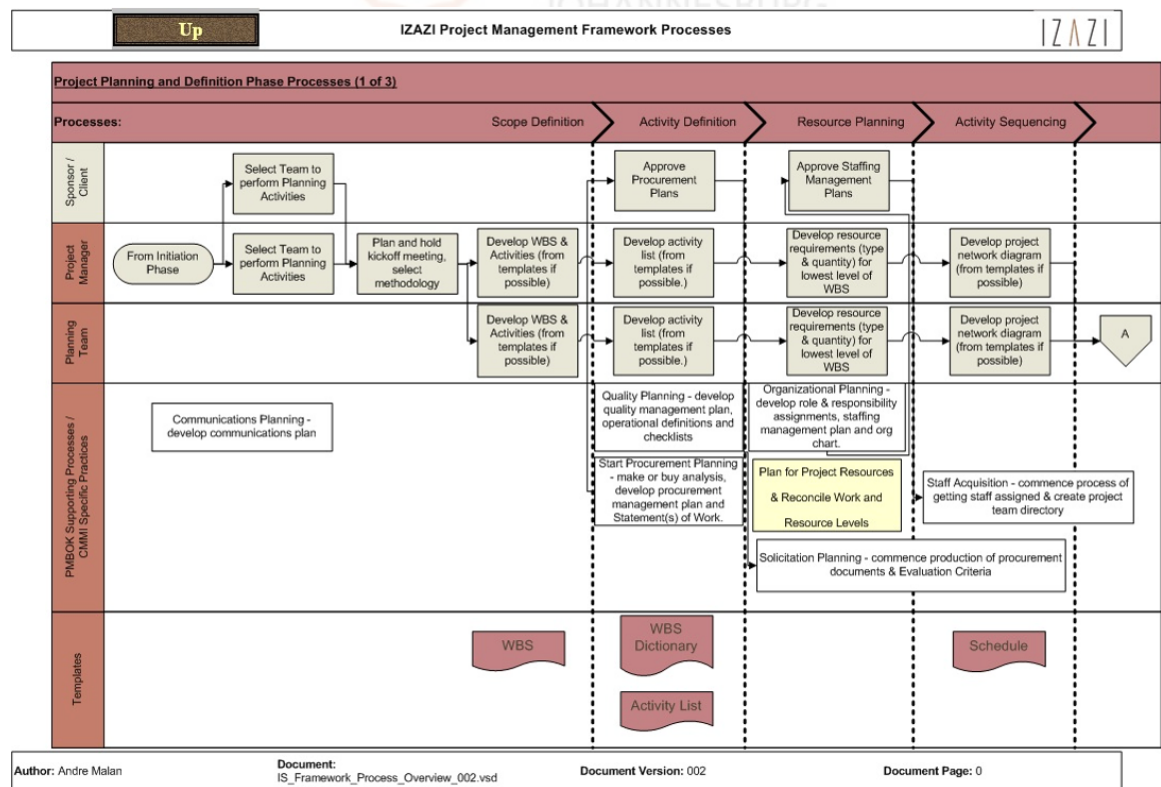 Up
IZAZI Project Management Framework Processes
IZAZI
Project Planning and Definition Phase Processes (1 of 3)
Processes:
Scope Definition
Activity Definition
Resource Planning
Activity Sequencing
Sponsor /
Client
Select Team to
perform Planning
Activities
Approve
Procurement
Plans
Approve Staffing
Management
Plans
Project
Manager
From Initiation
Phase
Select Team to
perform Planning
Activities
Plan and hold
kickoff meeting,
select
methodology
Develop WBS &
Activities (from
templates if
possible)
Develop activity
list (from
templates if
possible.)
Develop resource
requirements (type
& quantity) for
lowest level of
WBS
Develop project
network diagram
(from templates if
possible)
Planning
Team
Develop WBS &
Activities (from
templates if
possible)
Develop activity
list (from
templates if
possible.)
Develop resource
requirements (type
& quantity) for
lowest level of
WBS
Develop project
network diagram
(from templates if
possible)
A
PMBOK Supporting Processes /
CMMI Specific Practices
Communications Planning -
develop communications plan
Quality Planning - develop
quality management plan,
operational definitions and
checklists
Organizational Planning -
develop role & responsibility
assignments, staffing
management plan and org
chart.
Start Procurement Planning
- make or buy analysis,
develop procurement
management plan and
Statement(s) of Work.
Plan for Project Resources
& Reconcile Work and
Resource Levels
Staff Acquisition - commence process of
getting staff assigned & create project
team directory
Solicitation Planning - commence production of procurement
documents & Evaluation Criteria
Templates
WBS
WBS
Dictionary
Schedule
Activity List
Author: Andre Malan
Document:
IS_Framework_Process_Overview_002.vsd
Document Version: 002
Document Page: 0